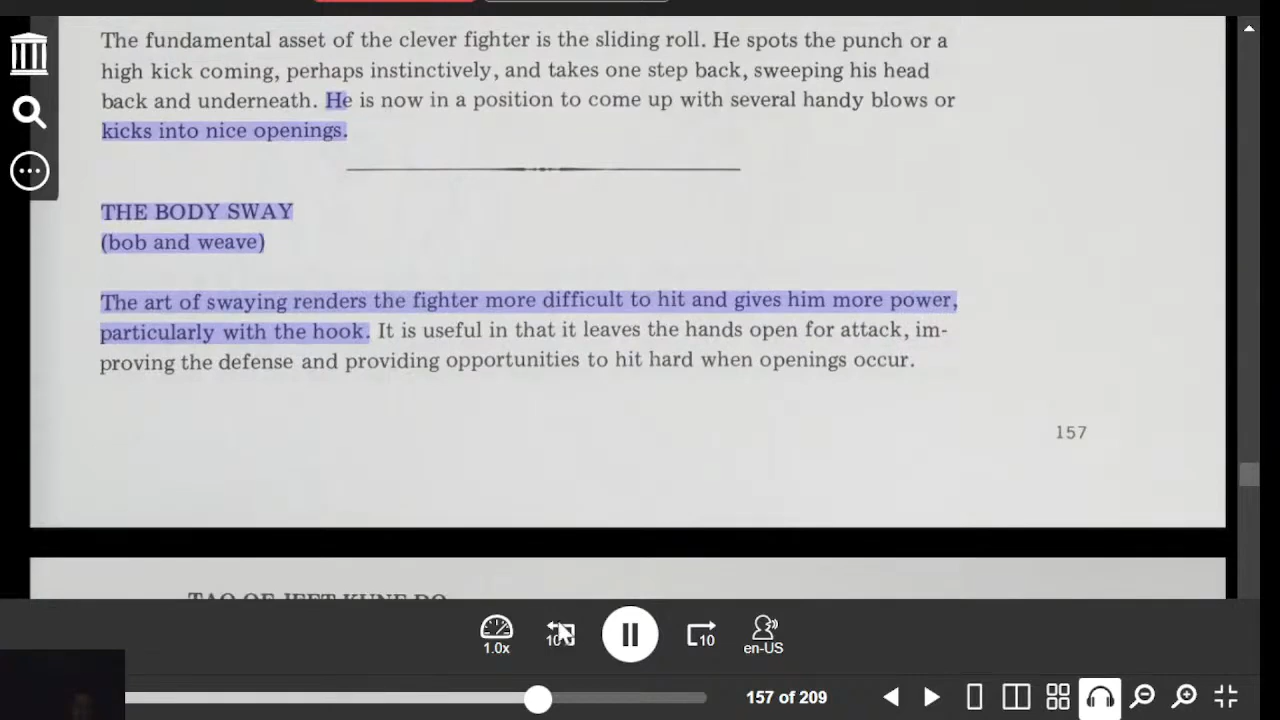 The fundamental asset of the clever fighter is the sliding roll. He spots the punch or a
high kick coming, perhaps instinctively, and takes one step back, sweeping his head
back and underneath. He is now in a position to come up with several handy blows or
kicks into nice openings.
THE BODY SWAY
(bob and weave)
The art of swaying renders the fighter more difficult to hit and gives him more power,
particularly with the hook. It is useful in that it leaves the hands open for attack, im-
proving the defense and providing opportunities to hit hard when openings occur.
157
TAO OF JEET KUNE DO
1.0x
10
10
en-US
157 of 209